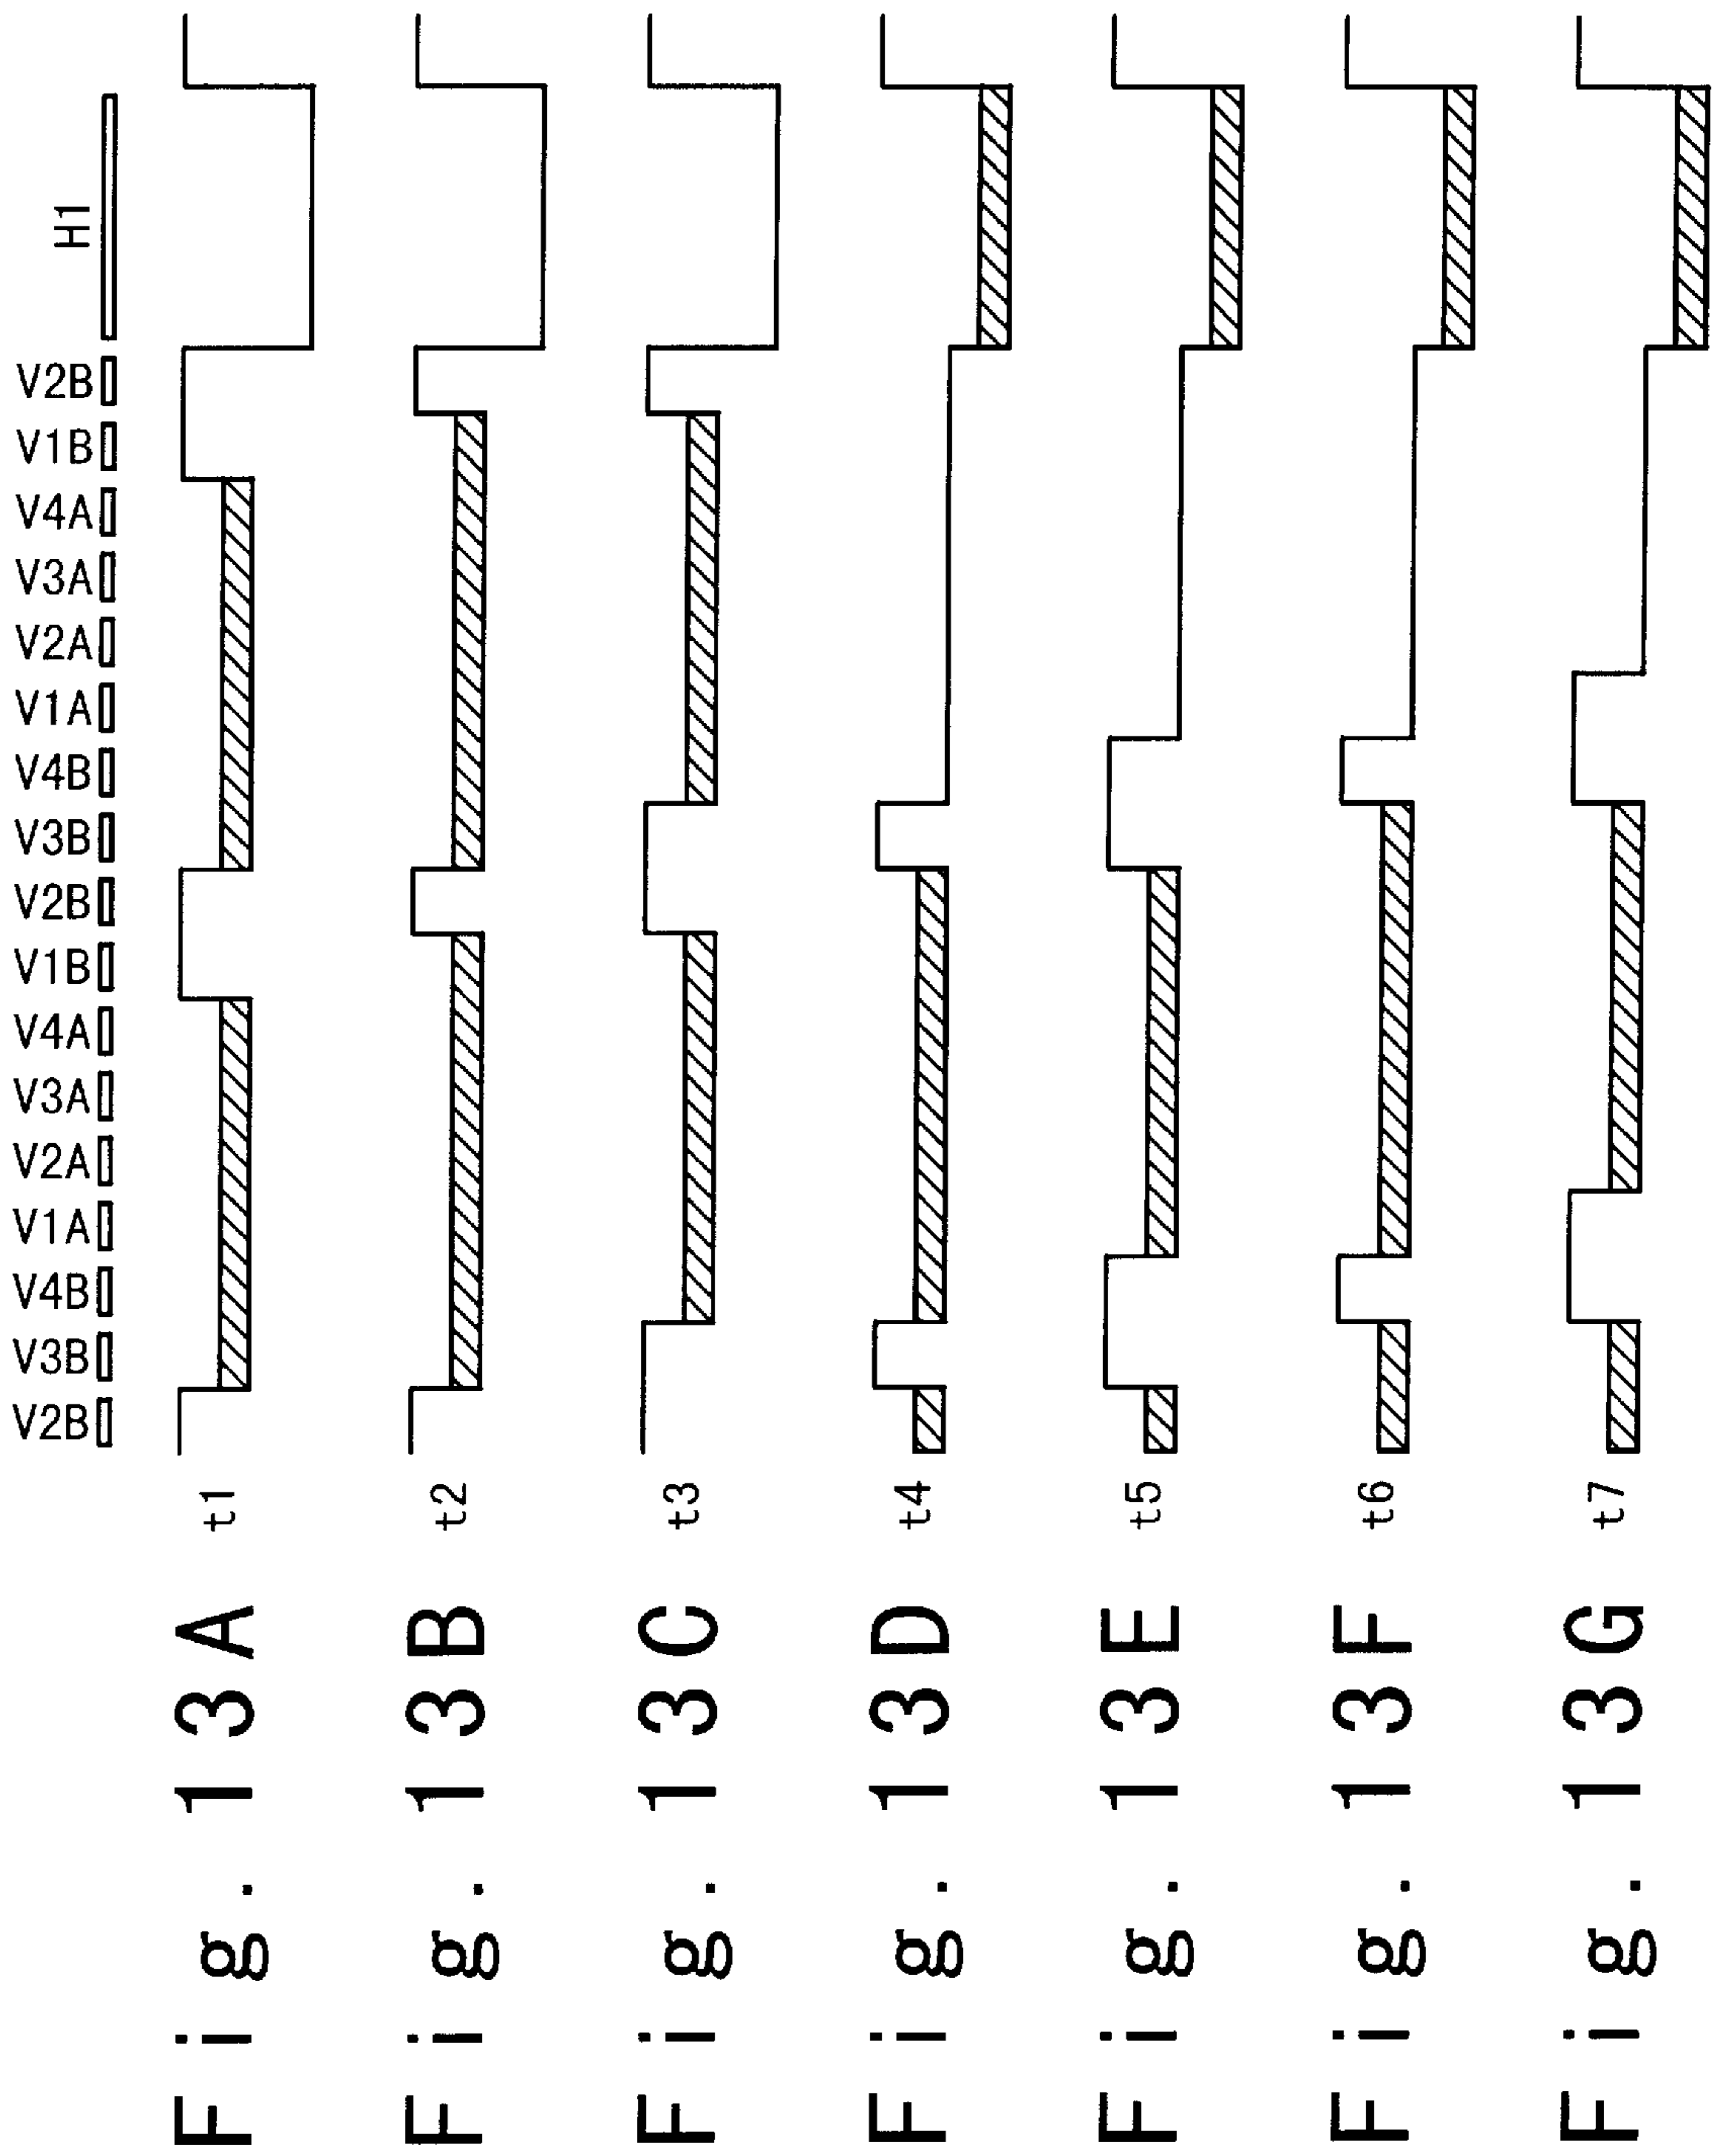 V2B V3B V4B V1A V2A V3A V4A V1B V2B V3B V4B V1A V2A V3A V4A V1B V2B H1
Fig.13A t1
Fig.13B t2
Fig.13C t3
Fig.13D t4
Fig.13E t5
Fig.13F t6
Fig.13G t7